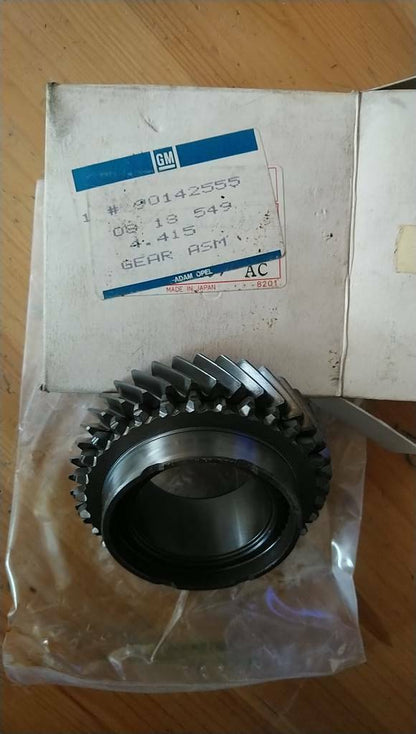 GM
1 # 90142555
08 18 549
4.415
GEAR ASM
ADAM OPEL
AC
MADE IN JAPAN
8201